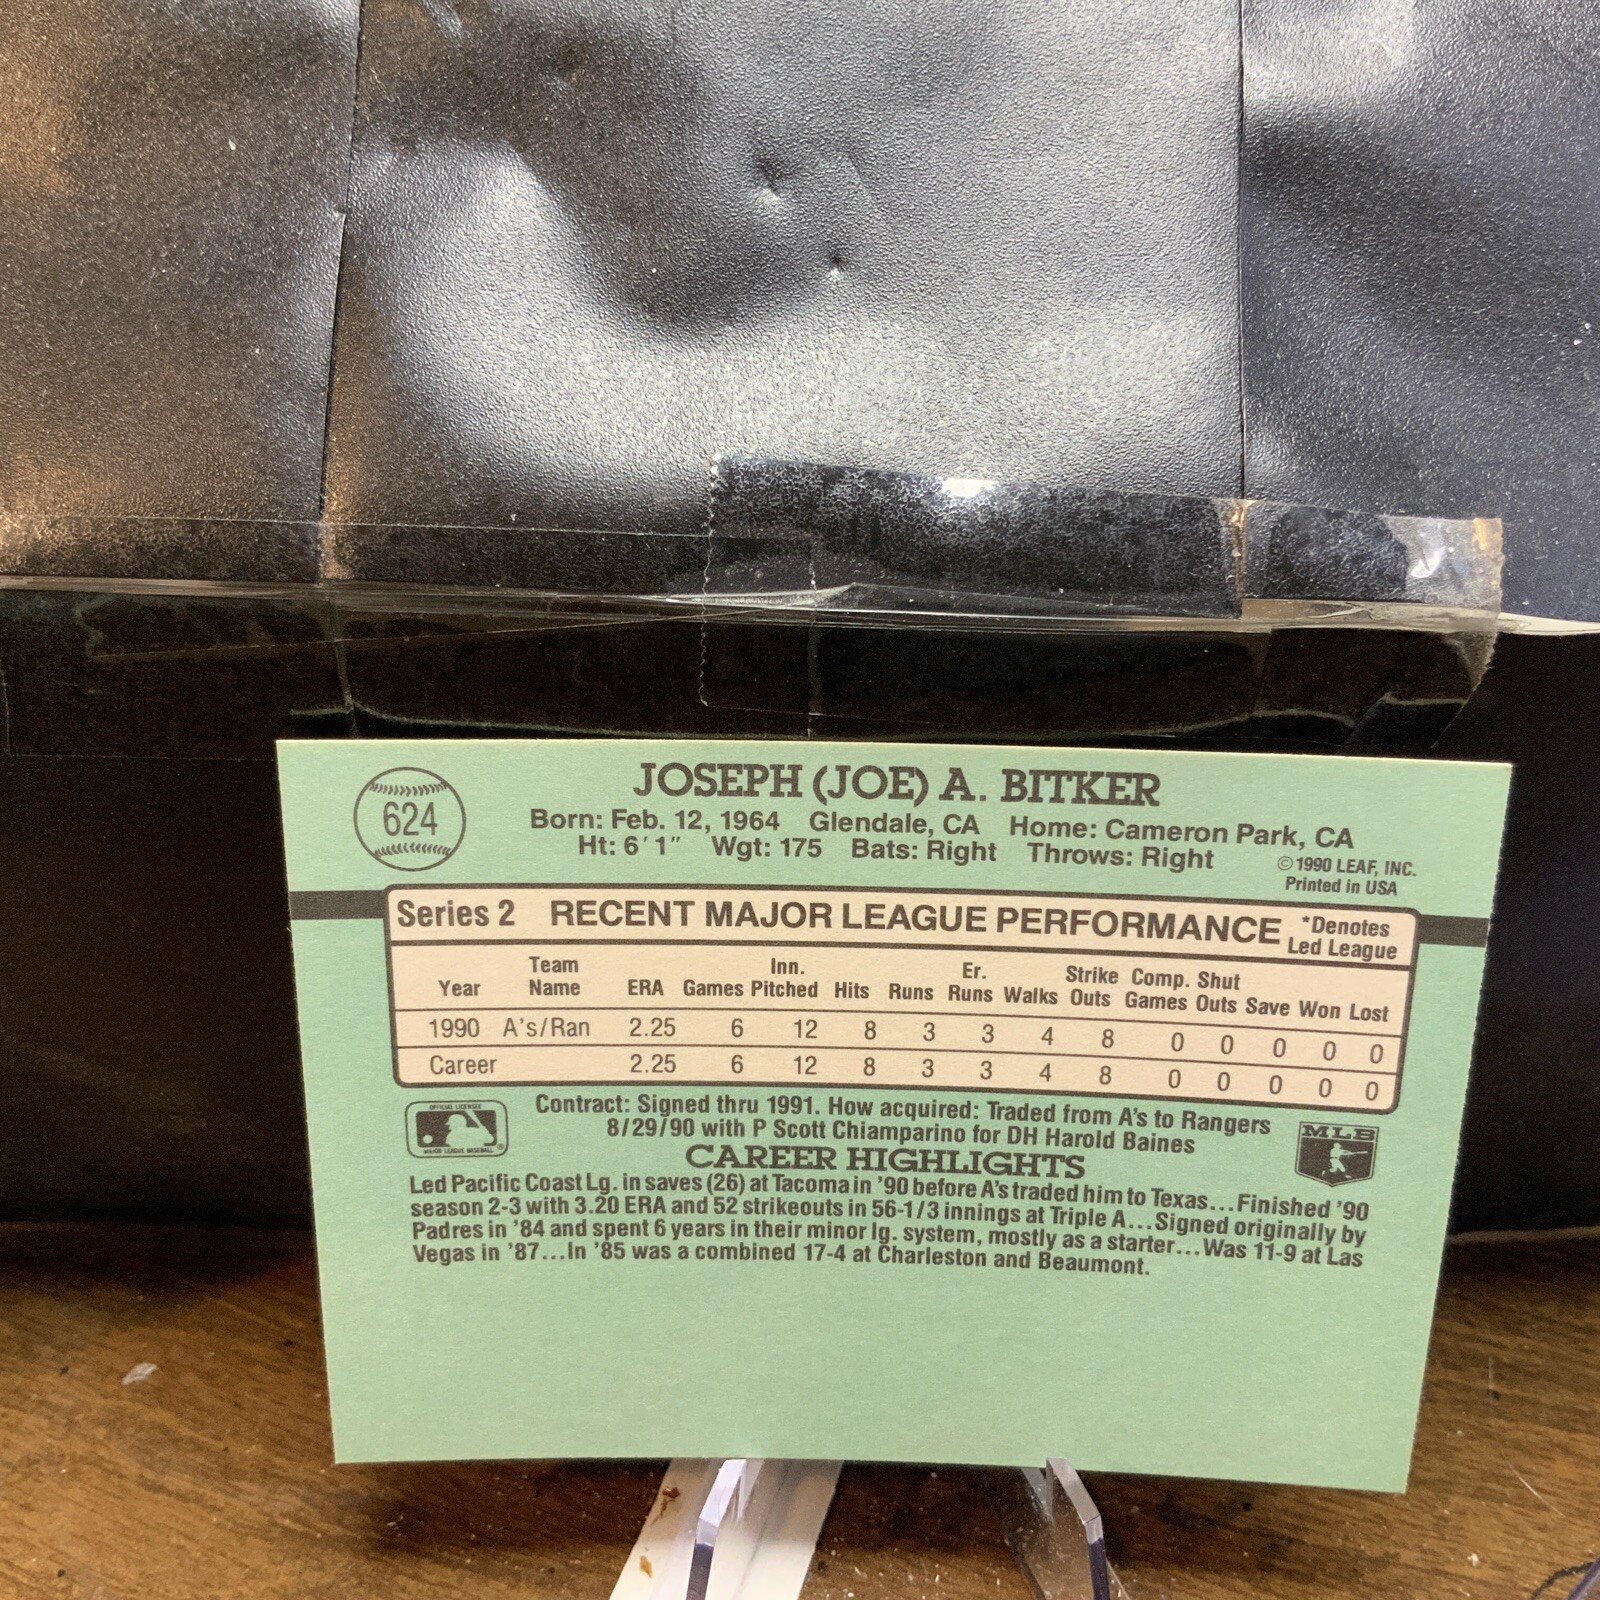 624
JOSEPH (JOE) A. BITKER
Born: Feb. 12, 1964 Glendale, CA Home: Cameron Park, CA
Ht: 6' 1" Wgt: 175 Bats: Right Throws: Right
©1990 LEAF, INC.
Printed in USA
Series 2 RECENT MAJOR LEAGUE PERFORMANCE *Denotes Led League
Year Team Name ERA Games Inn. Pitched Hits Runs Er. Runs Walks Strike Outs Comp. Games Shut Outs Save Won Lost
1990 A's/Ran 2.25 6 12 8 3 3 4 8 0 0 0 0 0
Career 2.25 6 12 8 3 3 4 8 0 0 0 0 0
OFFICIAL LICENSEE
MAJOR LEAGUE BASEBALL
Contract: Signed thru 1991. How acquired: Traded from A's to Rangers
8/29/90 with P Scott Chiamparino for DH Harold Baines
MLB
CAREER HIGHLIGHTS
Led Pacific Coast Lg. in saves (26) at Tacoma in '90 before A's traded him to Texas...Finished '90
season 2-3 with 3.20 ERA and 52 strikeouts in 56-1/3 innings at Triple A...Signed originally by
Padres in '84 and spent 6 years in their minor lg. system, mostly as a starter...Was 11-9 at Las
Vegas in '87...In '85 was a combined 17-4 at Charleston and Beaumont.